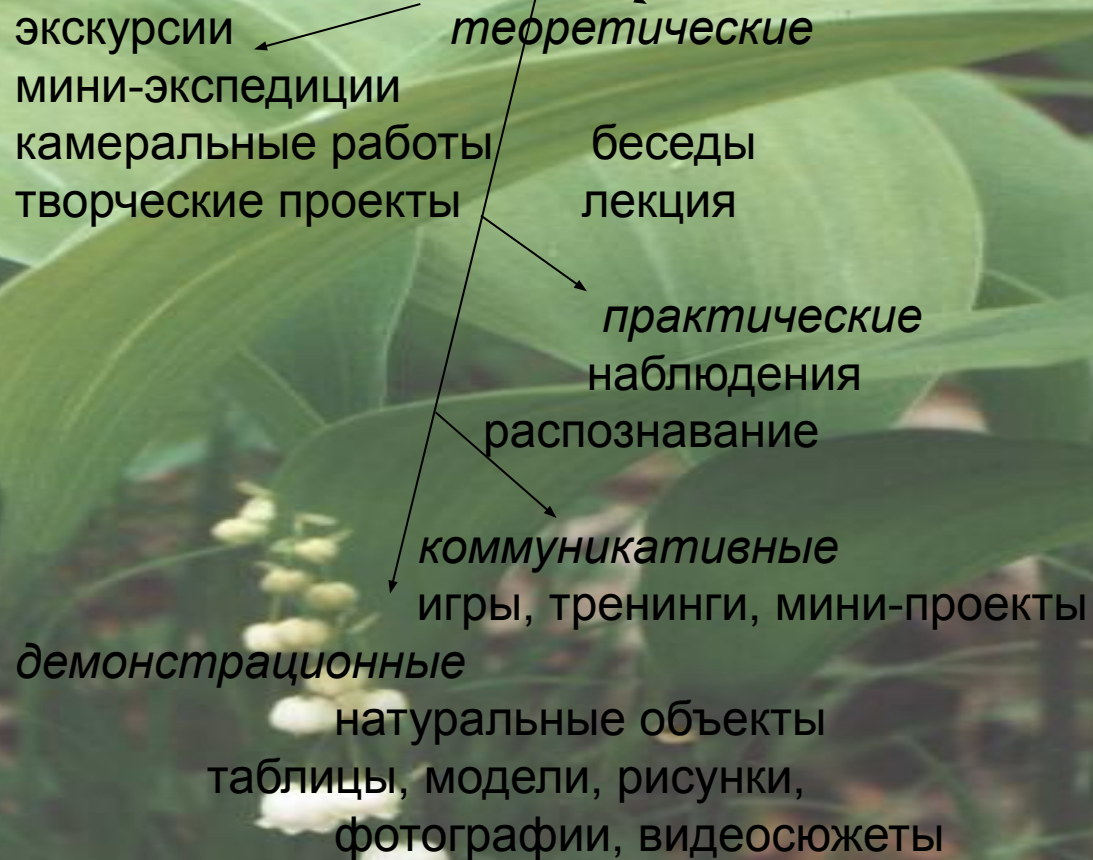 экскурсии теоретические
мини-экспедиции
камеральные работы беседы
творческие проекты лекция
практические
наблюдения
распознавание
коммуникативные
игры, тренинги, мини-проекты
демонстрационные
натуральные объекты
таблицы, модели, рисунки,
фотографии, видеосюжеты